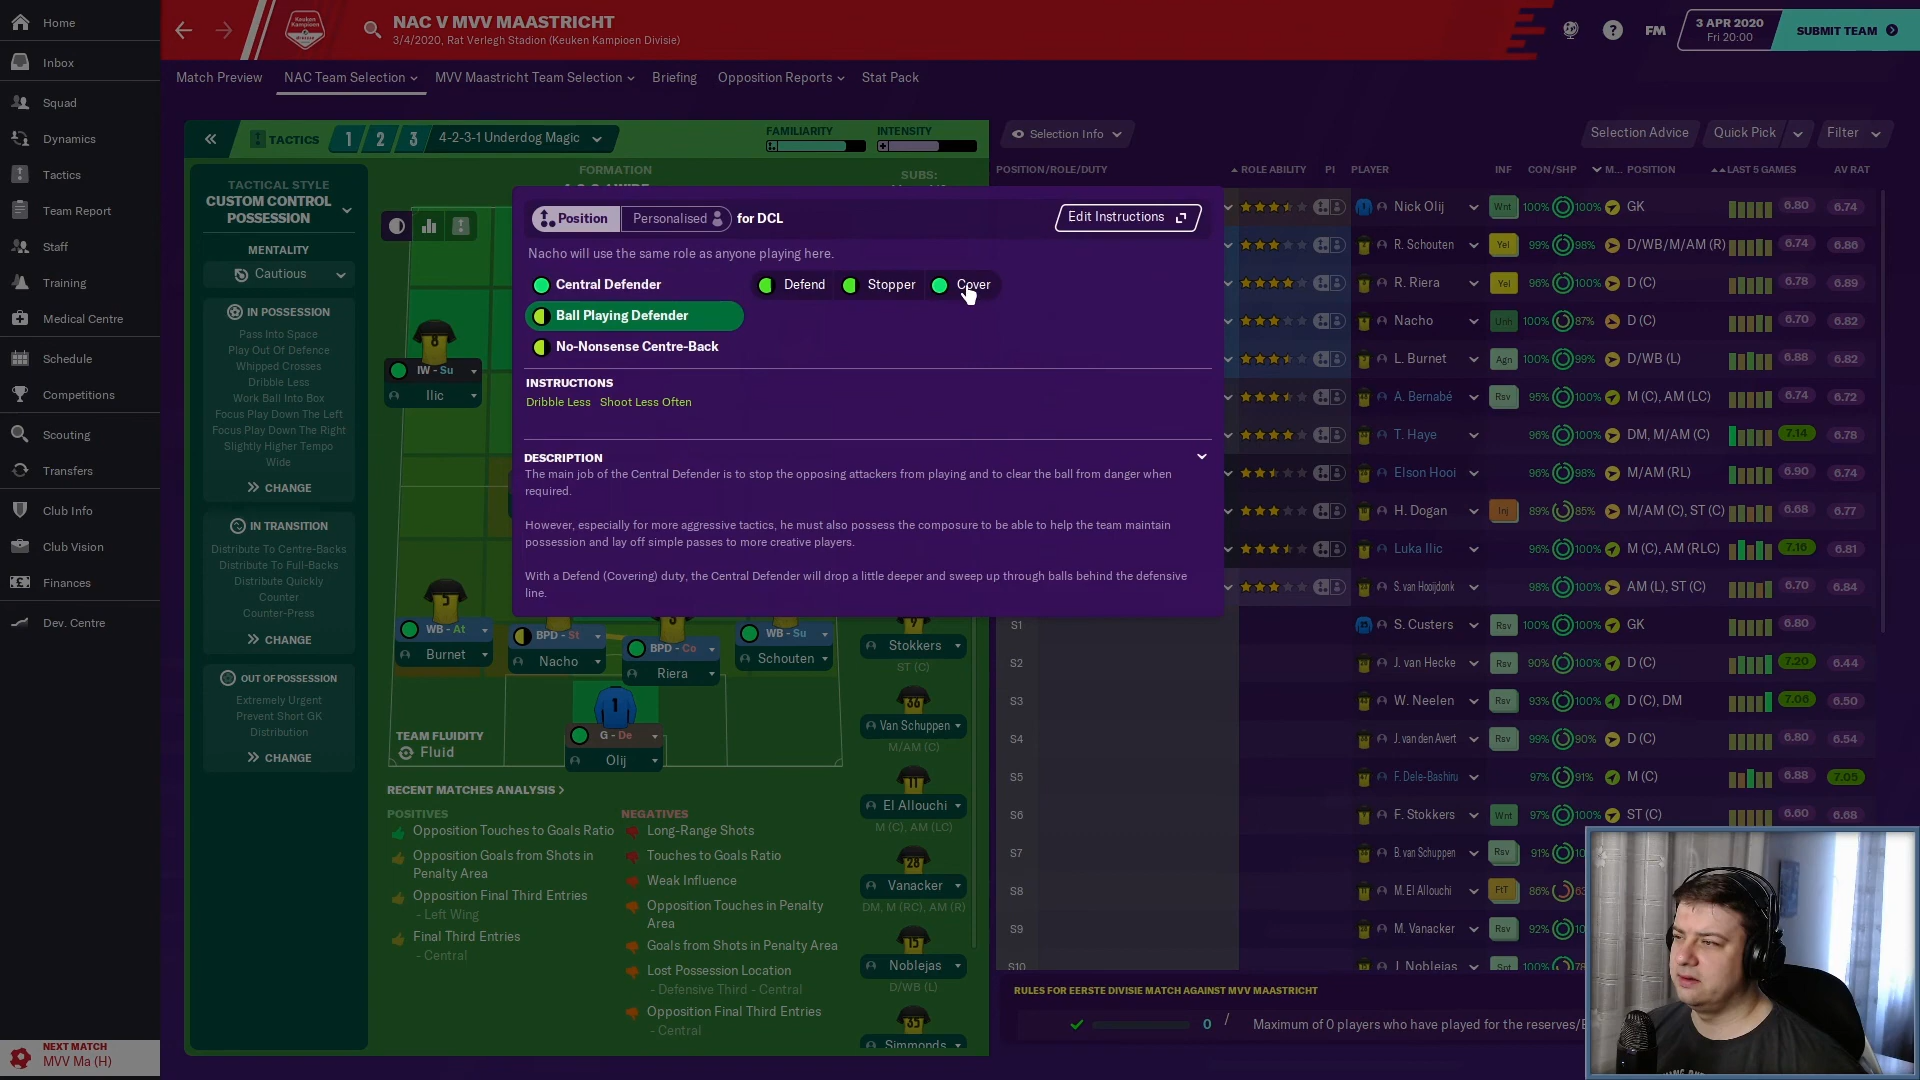 Home
Inbox
Squad
Dynamics
Tactics
Team Report
Staff
Training
Medical Centre
Schedule
Competitions
Scouting
Transfers
Club Info
Club Vision
Finances
Dev. Centre
NEXT MATCH
MVV Ma (H)
NAC V MVV MAASTRICHT
3/4/2020, Rat Verlegh Stadion (Keuken Kampioen Divisie)
FM
3 APR 2020
Fri 20:00
SUBMIT TEAM
Match Preview
NAC Team Selection
MVV Maastricht Team Selection
Briefing
Opposition Reports
Stat Pack
TACTICS
1
2
3
4-2-3-1 Underdog Magic
FAMILIARITY
INTENSITY
FORMATION
SUBS:
TACTICAL STYLE
CUSTOM CONTROL
POSSESSION
MENTALITY
Cautious
IN POSSESSION
Pass Into Space
Play Out Of Defence
Whipped Crosses
Dribble Less
Work Ball Into Box
Focus Play Down The Left
Focus Play Down The Right
Slightly Higher Tempo
Wide
CHANGE
IN TRANSITION
Distribute To Centre-Backs
Distribute To Full-Backs
Distribute Quickly
Counter
Counter-Press
CHANGE
OUT OF POSSESSION
Extremely Urgent
Prevent Short GK
Distribution
CHANGE
Position
Personalised
for DCL
Edit Instructions
Nacho will use the same role as anyone playing here.
Central Defender
Defend
Stopper
Cover
Ball Playing Defender
No-Nonsense Centre-Back
INSTRUCTIONS
Dribble Less Shoot Less Often
DESCRIPTION
The main job of the Central Defender is to stop the opposing attackers from playing and to clear the ball from danger when
required.
However, especially for more aggressive tactics, he must also possess the composure to be able to help the team maintain
possession and lay off simple passes to more creative players.
With a Defend (Covering) duty, the Central Defender will drop a little deeper and sweep up through balls behind the defensive
line.
8
IW - Su
Ilic
5
WB - At
Burnet
BPD - St
Nacho
BPD - Co
Riera
WB - Su
Schouten
1
G - De
Olij
TEAM FLUIDITY
Fluid
RECENT MATCHES ANALYSIS >
POSITIVES
Opposition Touches to Goals Ratio
Opposition Goals from Shots in
Penalty Area
Opposition Final Third Entries
- Left Wing
Final Third Entries
- Central
NEGATIVES
Long-Range Shots
Touches to Goals Ratio
Weak Influence
Opposition Touches in Penalty
Area
Goals from Shots in Penalty Area
Lost Possession Location
- Defensive Third - Central
Opposition Final Third Entries
- Central
9
Stokkers
ST (C)
36
Van Schuppen
M/AM (C)
11
El Allouchi
M (C), AM (LC)
28
Vanacker
DM, M (RC), AM (R)
15
Noblejas
D/WB (L)
35
Simmonds
Selection Info
Selection Advice
Quick Pick
Filter
POSITION/ROLE/DUTY ROLE ABILITY PI PLAYER INF CON/SHP M... POSITION LAST 5 GAMES AV RAT
Nick Olij Wnt 100% 100% GK 6.80 6.74
R. Schouten Yel 99% 98% D/WB/M/AM (R) 6.74 6.86
R. Riera Yel 99% 100% D (C) 6.78 6.89
Nacho Unh 100% 87% D (C) 6.70 6.82
L. Burnet Agn 100% 99% D/WB (L) 6.88 6.82
A. Bernabé Rsv 95% 100% M (C), AM (LC) 6.74 6.72
T. Haye 96% 100% DM, M/AM (C) 7.14 6.78
Elson Hooi 96% 98% M/AM (RL) 6.90 6.74
H. Dogan Inj 89% 85% M/AM (C), ST (C) 6.68 6.77
Luka Ilic 96% 100% M (C), AM (RLC) 7.16 6.81
S. van Hooijdonk 98% 100% AM (L), ST (C) 6.70 6.84
S1 S. Custers Rsv 100% 100% GK 6.80
S2 J. van Hecke Rsv 90% 100% D (C) 7.20 6.44
S3 W. Neelen Rsv 93% 100% D (C), DM 7.06 6.50
S4 J. van den Avert Rsv 99% 90% D (C) 6.80 6.54
S5 F. Dele-Bashiru 97% 91% M (C) 6.88 7.05
S6 F. Stokkers Wnt 97% 100% ST (C) 6.60 6.68
S7 B. van Schuppen Rsv 91%
S8 M. El Allouchi FtT 86%
S9 M. Vanacker Rsv 92%
S10 J. Noblejas 100%
RULES FOR EERSTE DIVISIE MATCH AGAINST MVV MAASTRICHT
0 / Maximum of 0 players who have played for the reserves/